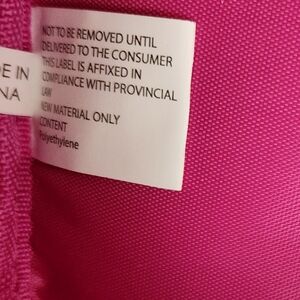 NOT TO BE REMOVED UNTIL
DELIVERED TO THE CONSUMER
THIS LABEL IS AFFIXED IN
COMPLIANCE WITH PROVINCIAL
LAW
NEW MATERIAL ONLY
CONTENT
Polyethylene
DE IN
NA